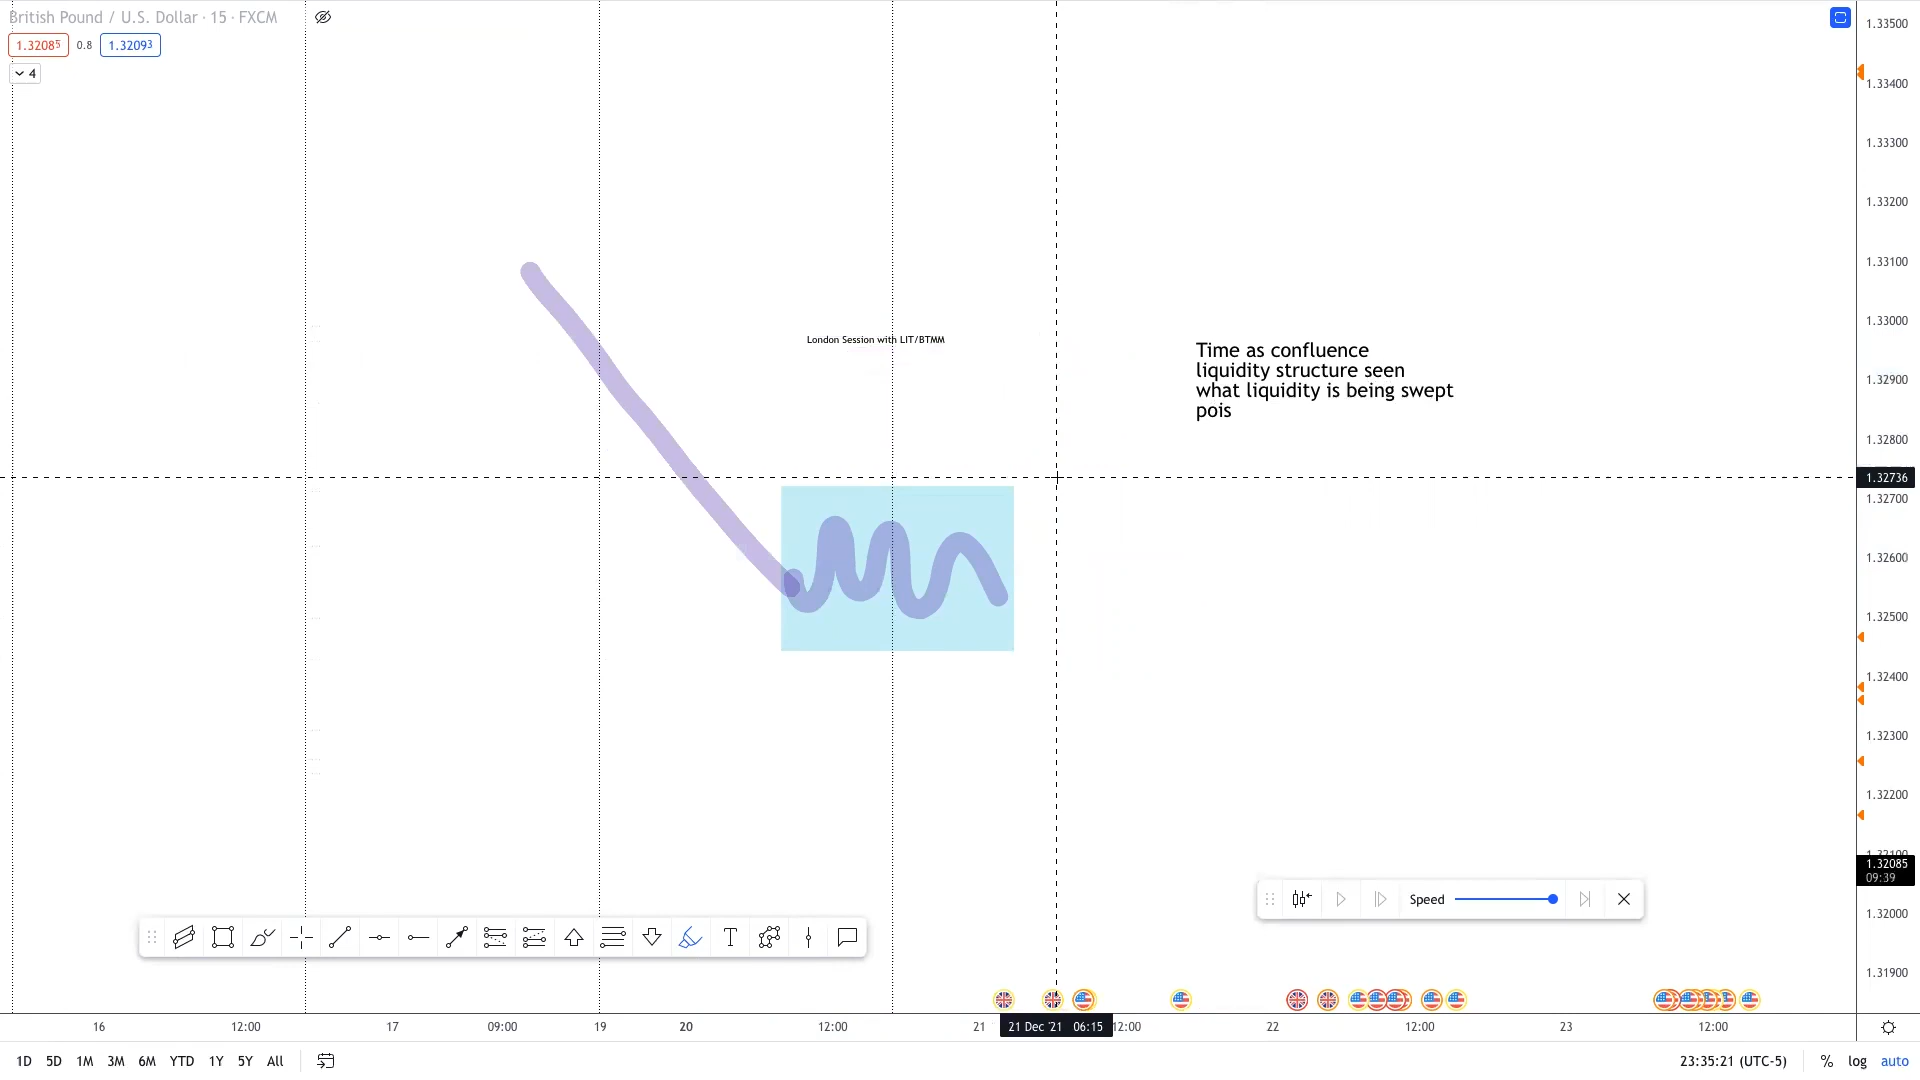 British Pound / U.S. Dollar · 15 · FXCM
1.32085 0.8 1.32093
4
London Session with LIT/BTMM
Time as confluence
liquidity structure seen
what liquidity is being swept
pois
1.33500
1.33400
1.33300
1.33200
1.33100
1.33000
1.32900
1.32800
1.32736
1.32700
1.32600
1.32500
1.32400
1.32300
1.32200
1.32100
1.32085
09:39
1.32000
1.31900
Speed
T
16 12:00 17 09:00 19 20 12:00 21 21 Dec '21 06:15 12:00 22 12:00 23 12:00
1D 5D 1M 3M 6M YTD 1Y 5Y All 23:35:21 (UTC-5) % log auto